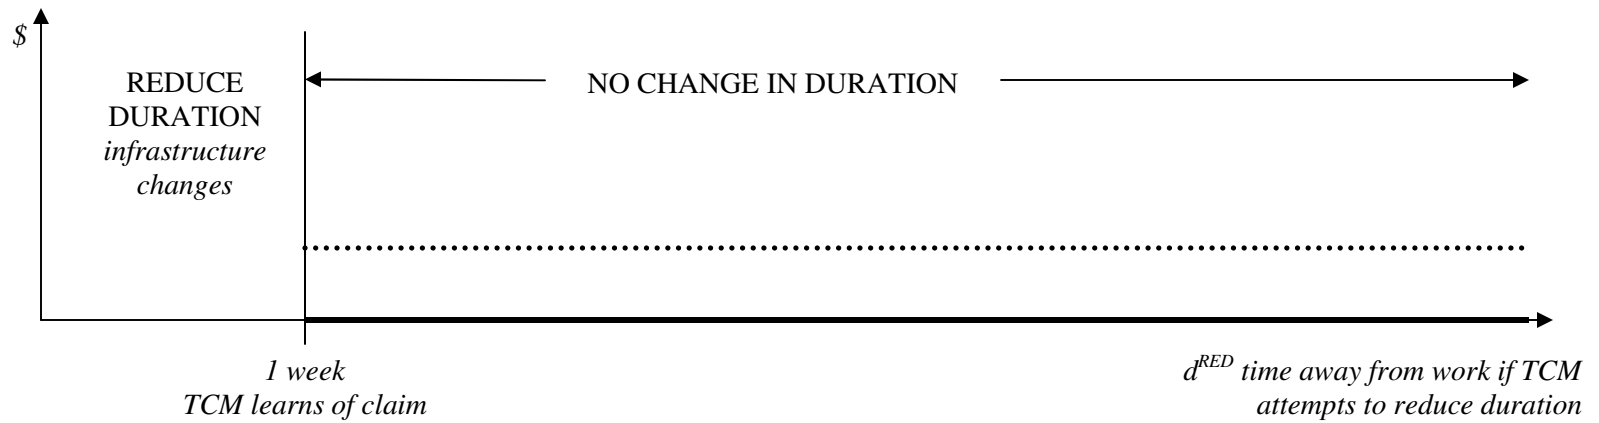 $
REDUCE
DURATION
infrastructure
changes
NO CHANGE IN DURATION
1 week
TCM learns of claim
d^RED time away from work if TCM
attempts to reduce duration